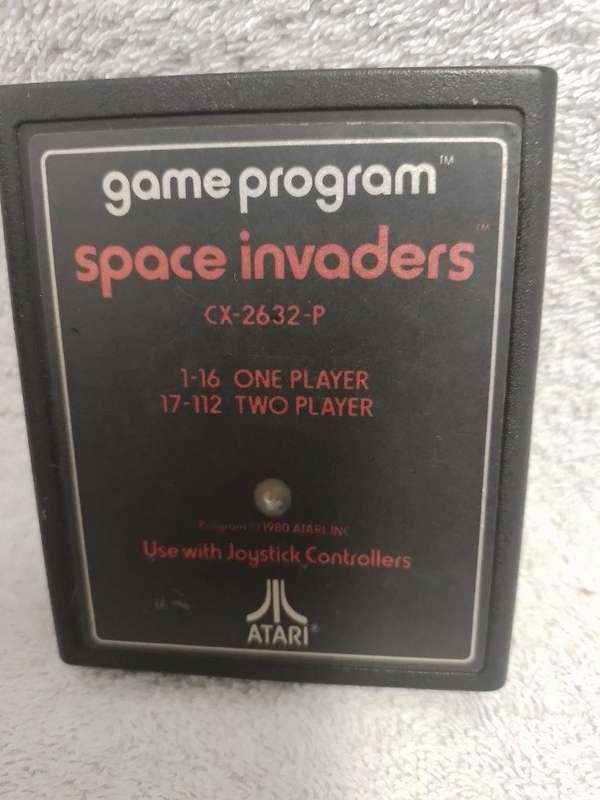 game program™
space invaders™
CX-2632-P
1-16 ONE PLAYER
17-112 TWO PLAYER
Program © 1980 ATARI, INC.
Use with Joystick Controllers
ATARI®